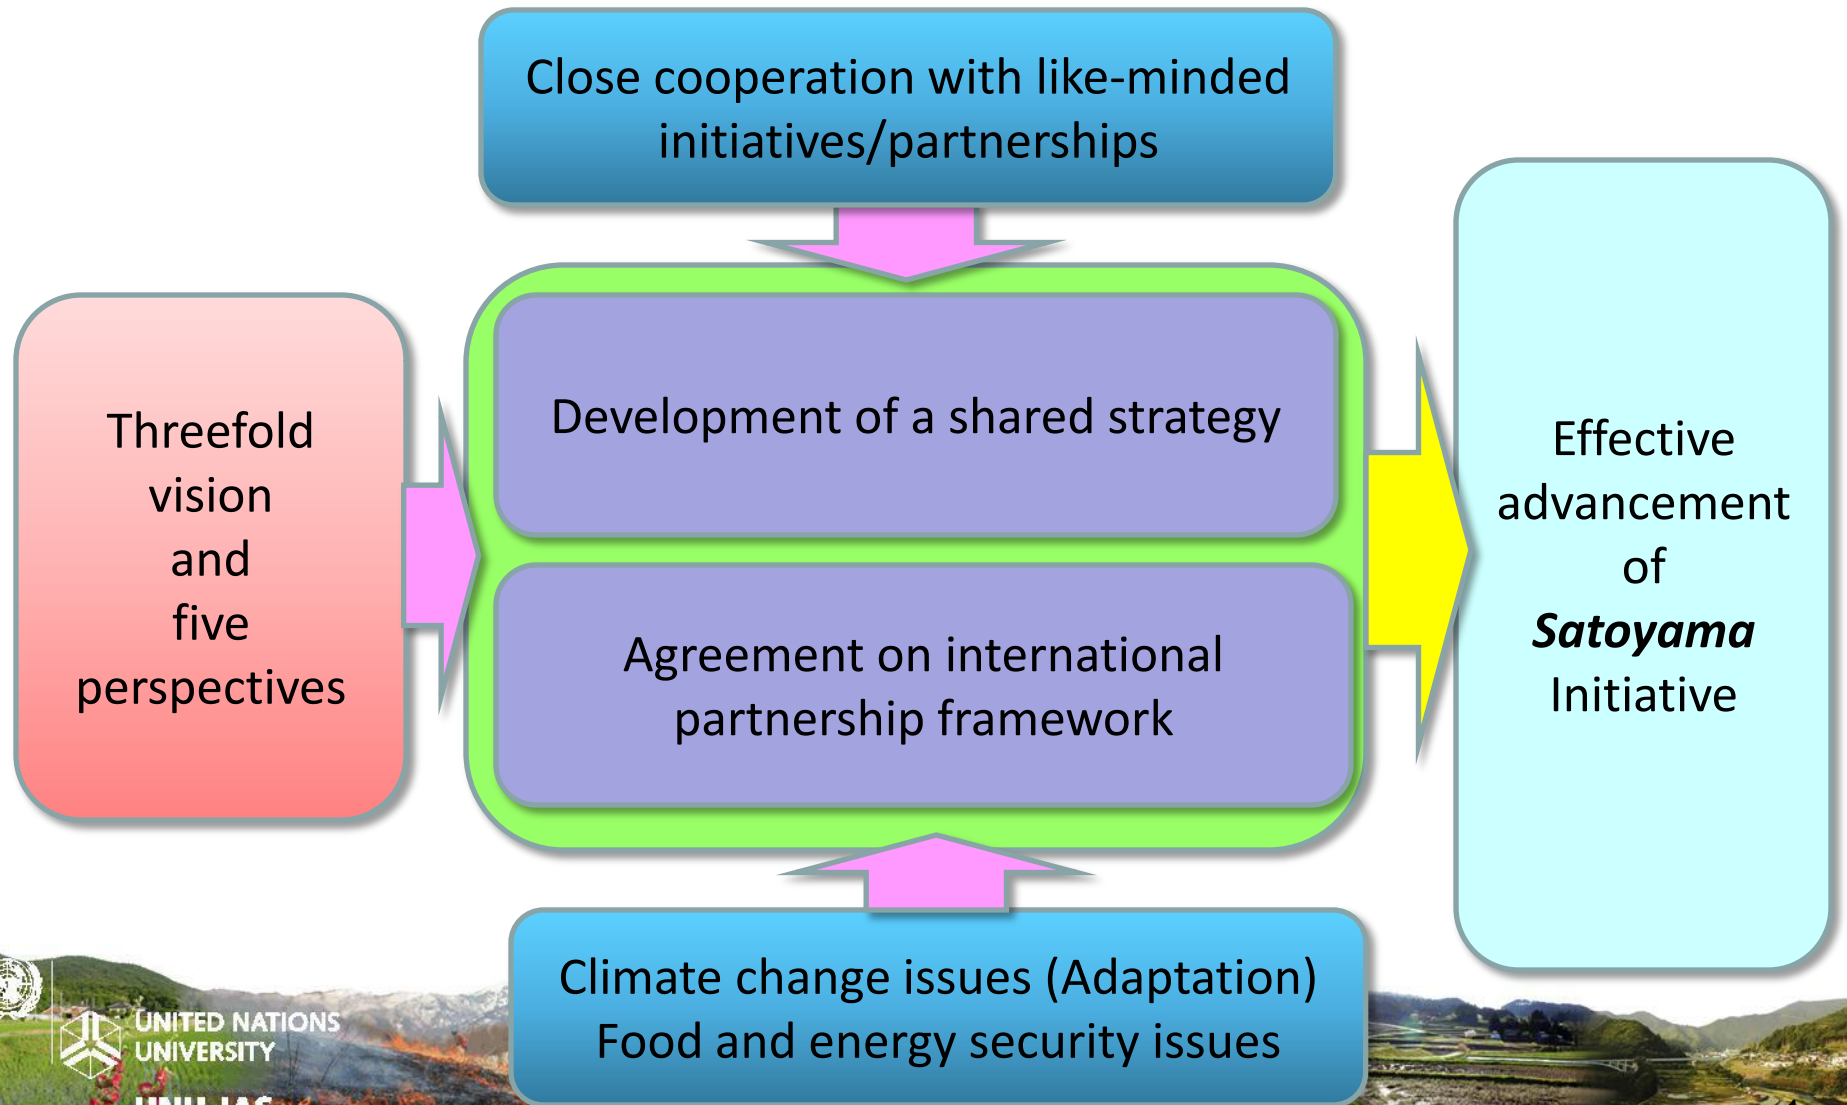 Close cooperation with like-minded
initiatives/partnerships
Threefold
vision
and
five
perspectives
Development of a shared strategy
Agreement on international
partnership framework
Effective
advancement
of
Satoyama
Initiative
Climate change issues (Adaptation)
Food and energy security issues
UNITED NATIONS
UNIVERSITY
UNU-IAS